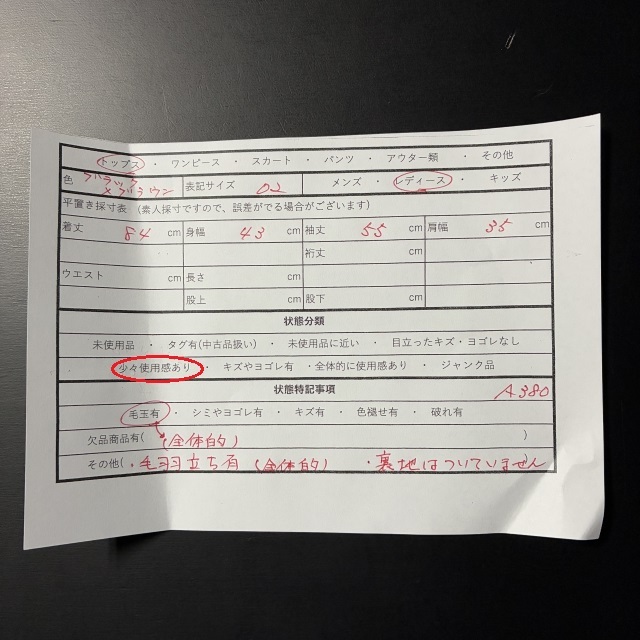 トップス ・ ワンピース ・ スカート ・ パンツ ・ アウター類 ・ その他
色 ブラック×ブラウン 表記サイズ 02 メンズ ・ レディース ・ キッズ
平置き採寸表 (素人採寸ですので、誤差がでる場合がございます)
着丈 84 cm 身幅 43 cm 袖丈 55 cm 肩幅 35 cm
裄丈 cm
ウエスト cm 長さ cm
股上 cm 股下 cm
状態分類
未使用品 ・ タグ有(中古品扱い) ・ 未使用品に近い ・ 目立ったキズ・ヨゴレなし
少々使用感あり ・ キズやヨゴレ有 ・全体的に使用感あり ・ ジャンク品
状態特記事項 A380
毛玉有 ・ シミやヨゴレ有 ・ キズ有 ・ 色褪せ有 ・ 破れ有
欠品商品有( (全体的) )
その他( ・毛羽立ち有 (全体的) ・裏地はついていません )